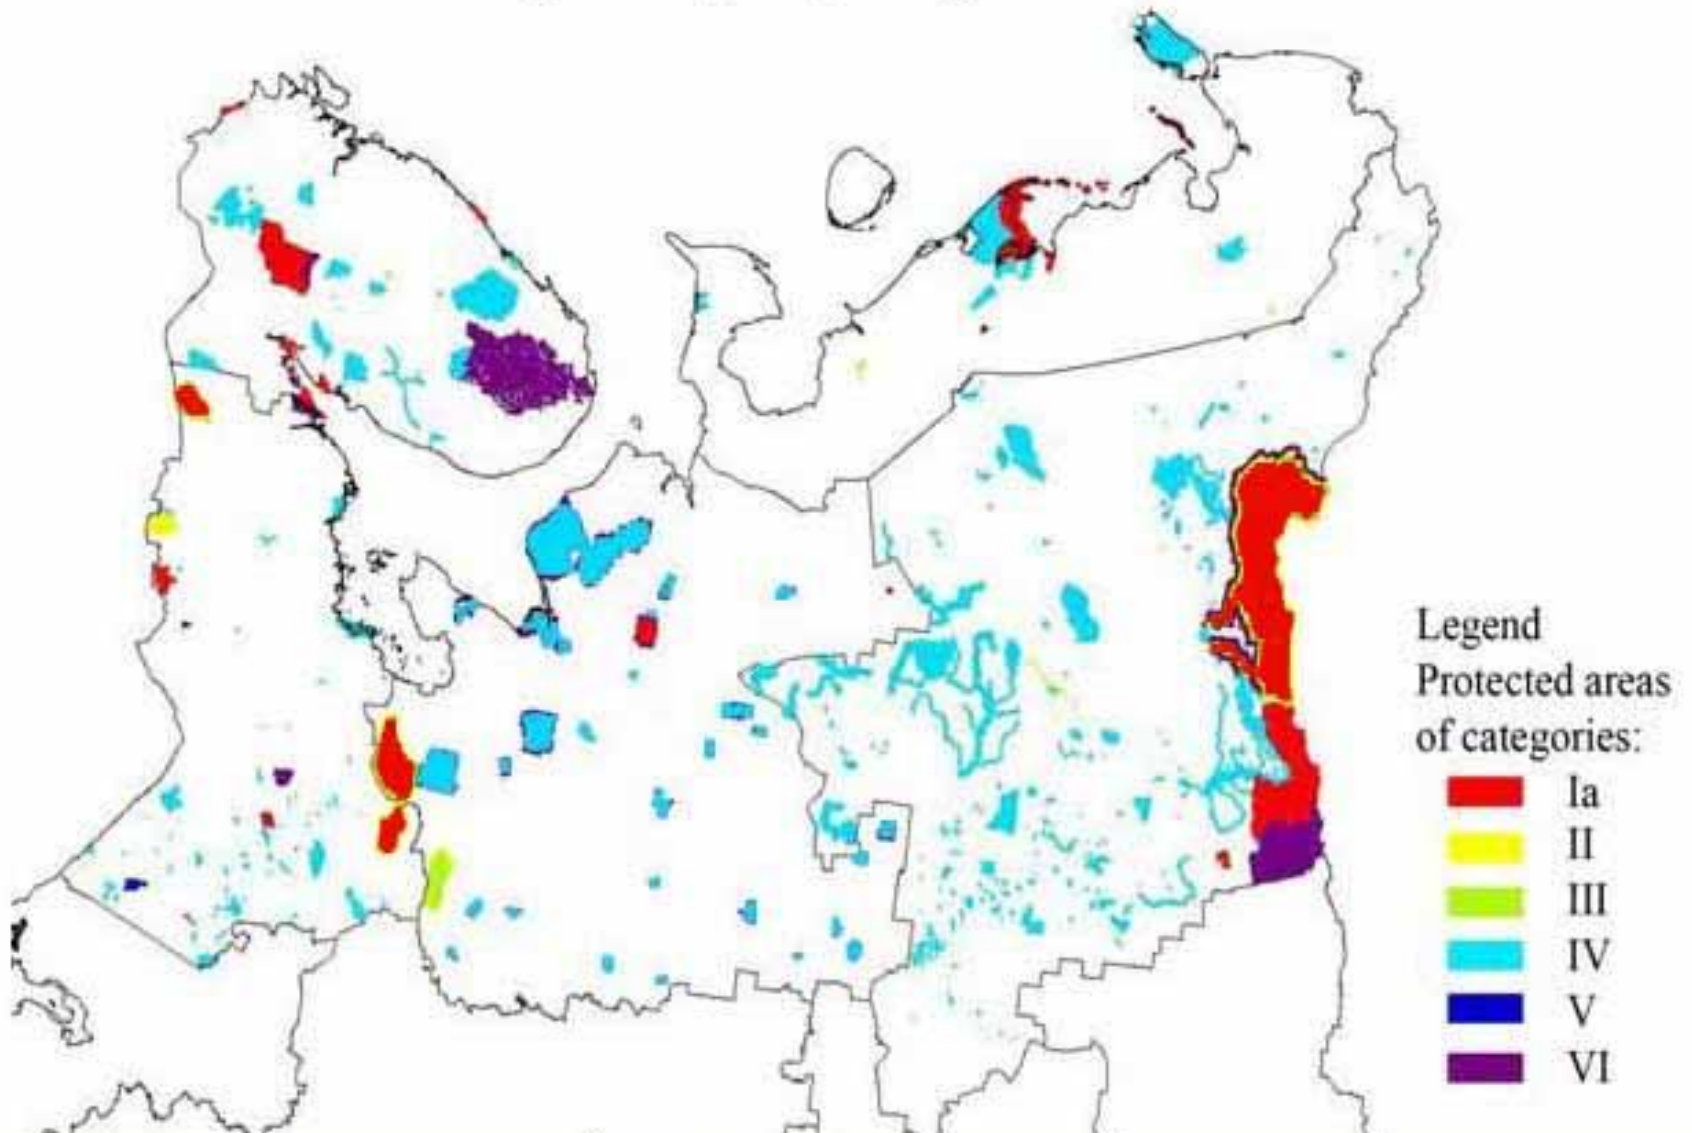 Legend
Protected areas
of categories:
Ia
II
III
IV
V
VI